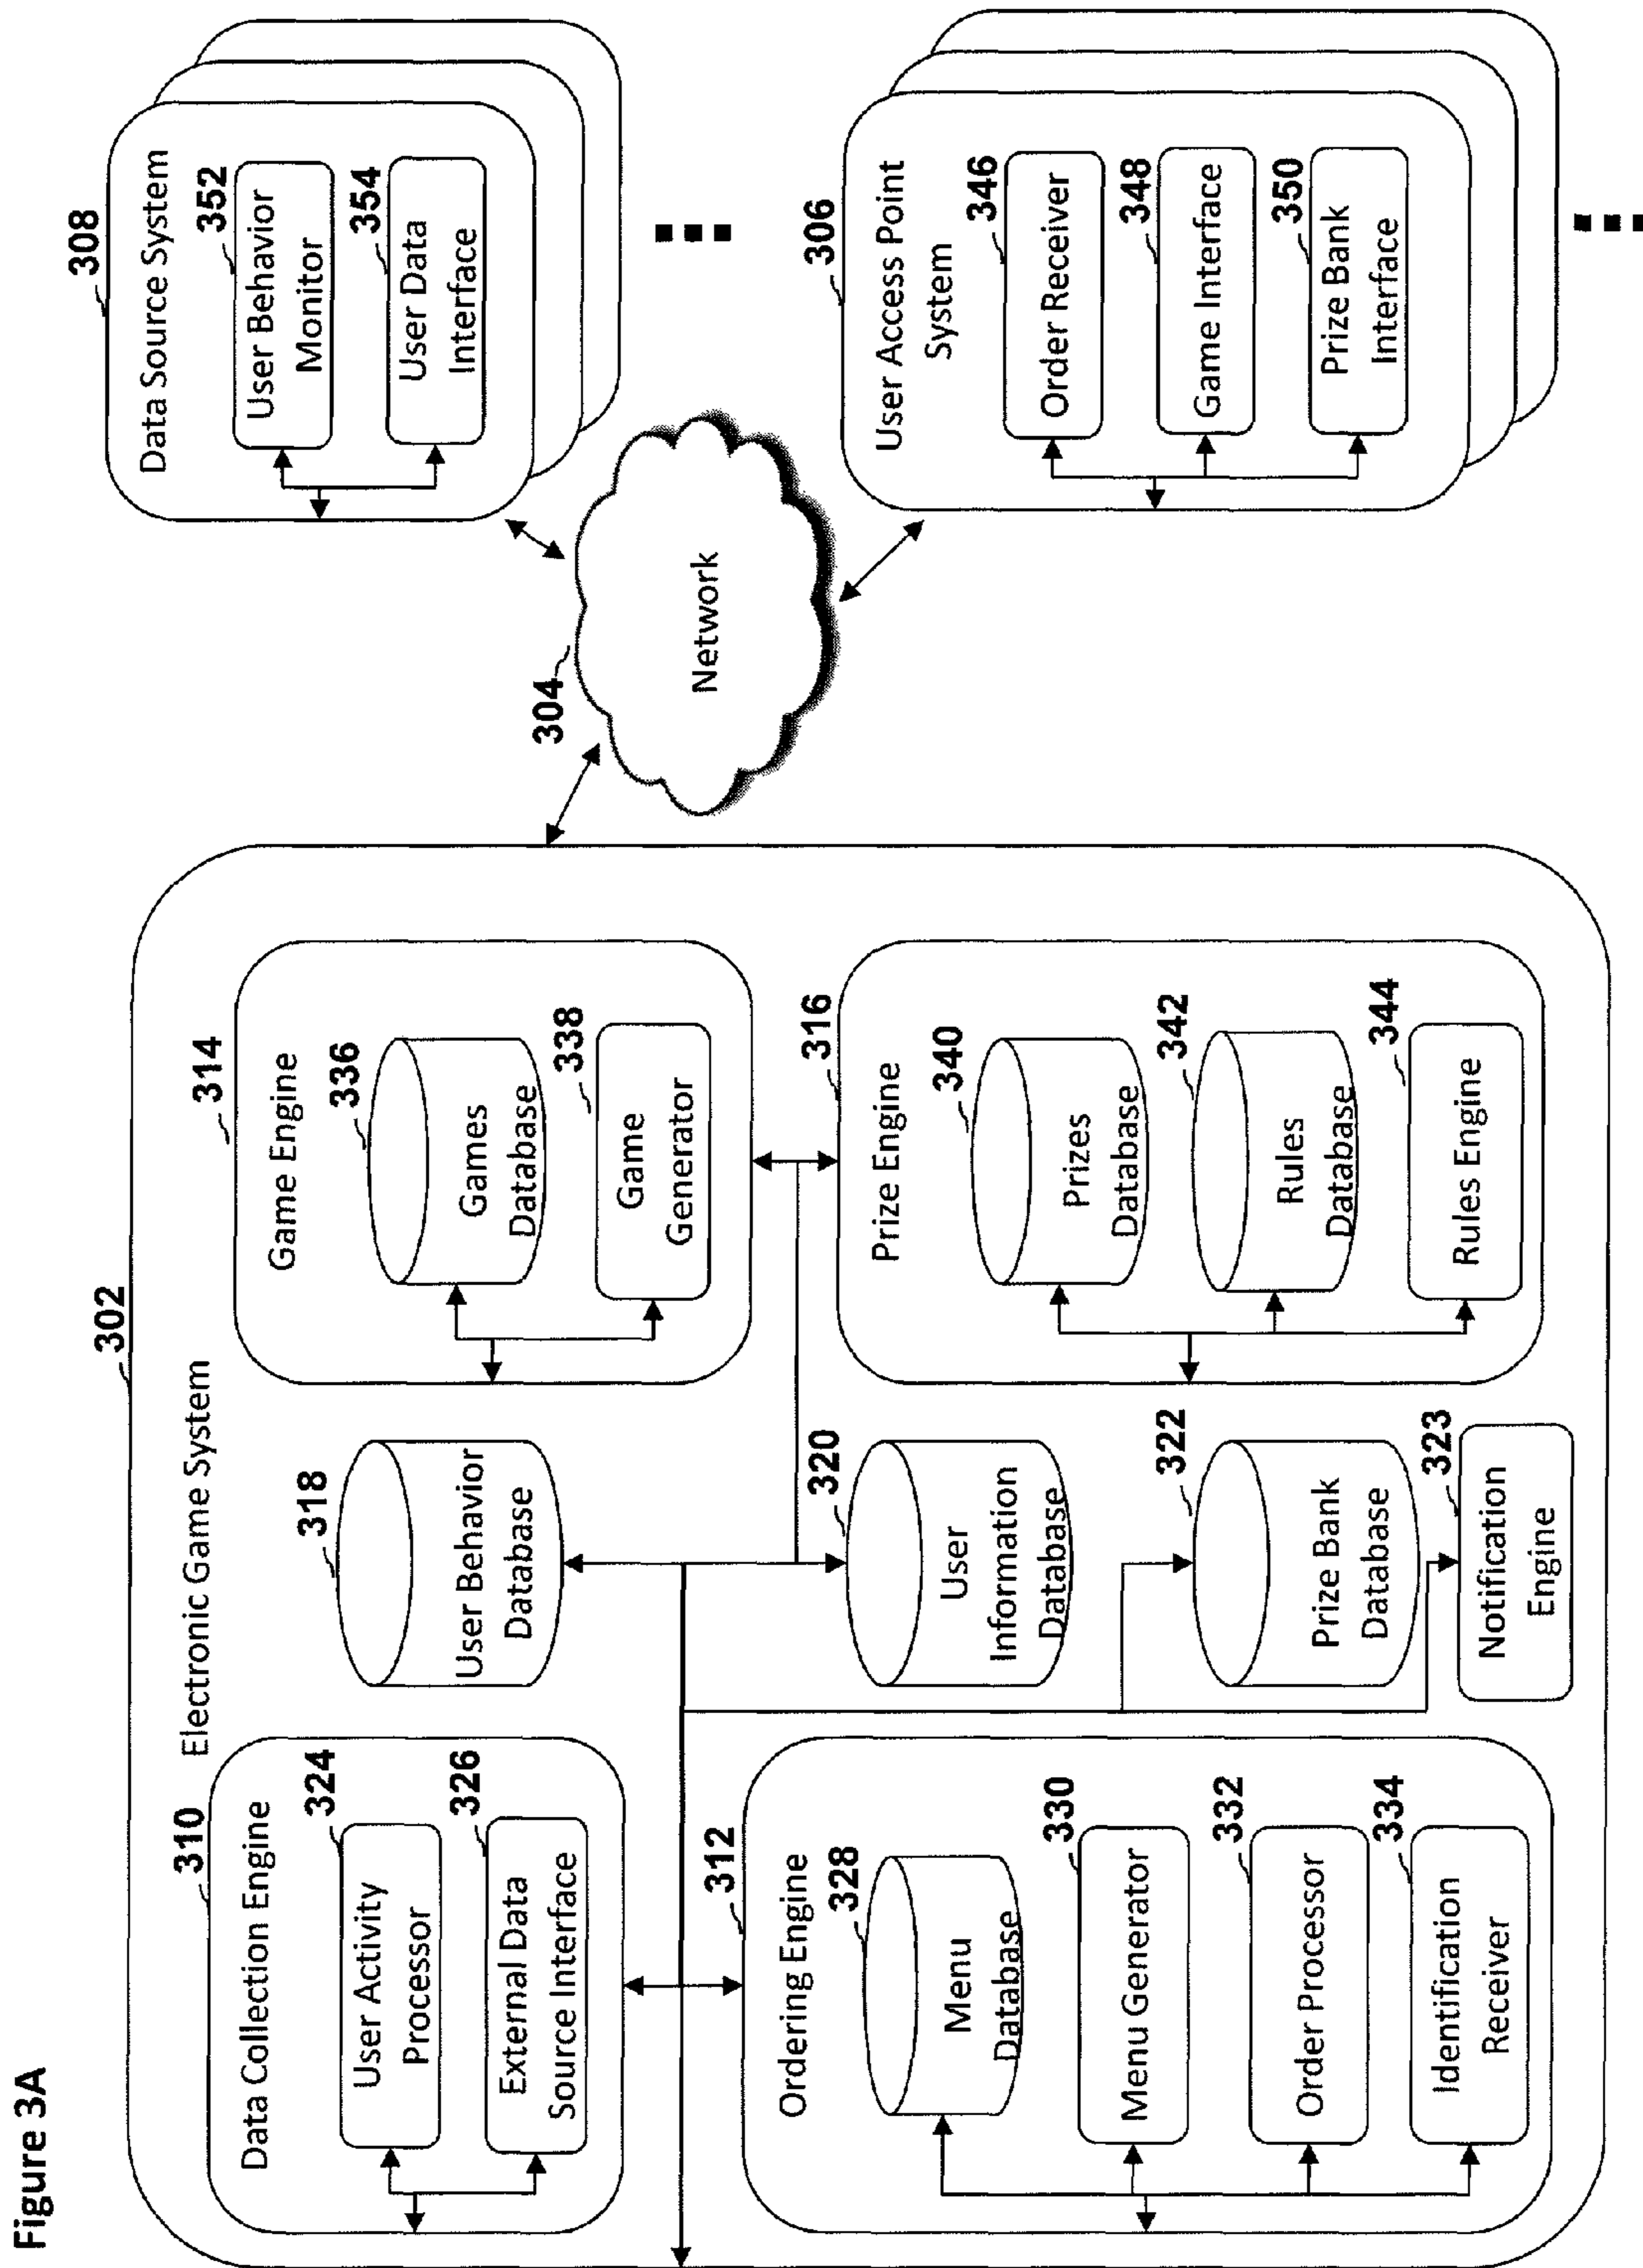 Figure 3A
302
Electronic Game System
310
Data Collection Engine
324
User Activity
Processor
326
External Data
Source Interface
318
User Behavior
Database
314
Game Engine
336
Games
Database
338
Game
Generator
312
Ordering Engine
328
Menu
Database
330
Menu Generator
332
Order Processor
334
Identification
Receiver
320
User
Information
Database
322
Prize Bank
Database
323
Notification
Engine
316
Prize Engine
340
Prizes
Database
342
Rules
Database
344
Rules Engine
304
Network
308
Data Source System
352
User Behavior
Monitor
354
User Data
Interface
306
User Access Point
System
346
Order Receiver
348
Game Interface
350
Prize Bank
Interface